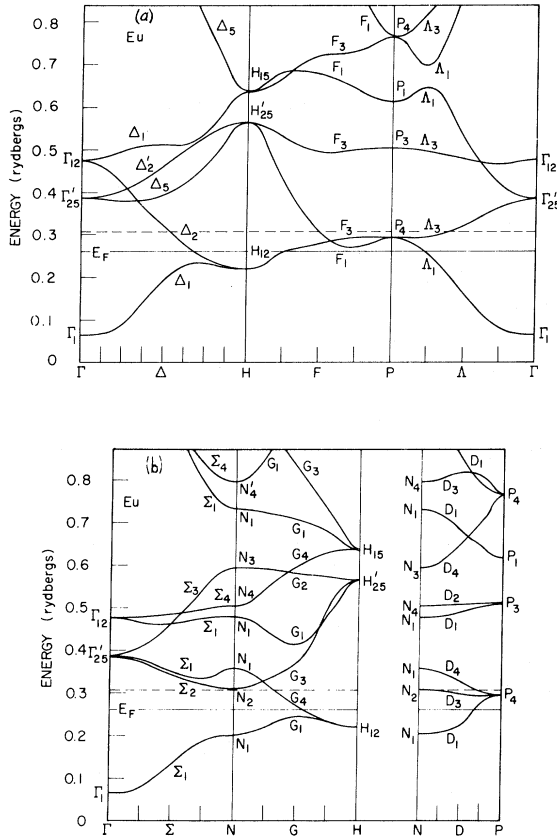 (a)
Eu
ENERGY (rydbergs)
0.8
0.7
0.6
0.5
0.4
0.3
0.2
0.1
0
Γ12
Γ'25
Γ1
EF
Δ5
Δ1
Δ'2
Δ5
Δ2
Δ1
H15
H'25
H12
F1
F3
F1
F3
F3
F1
P4
P1
P3
P4
Λ3
Λ1
Λ1
Λ3
Λ3
Λ1
Γ12
Γ'25
Γ1
Γ Δ H F P Λ Γ
(b)
Eu
ENERGY (rydbergs)
0.8
0.7
0.6
0.5
0.4
0.3
0.2
0.1
0
Γ12
Γ'25
Γ1
EF
Σ4
Σ1
Σ3
Σ4
Σ1
Σ1
Σ2
Σ1
N'4
N1
N3
N4
N1
N1
N2
N1
G1
G3
G1
G4
G2
G1
G3
G4
G1
H15
H'25
H12
N4
N1
N3
N4
N1
N1
N2
N1
D1
D3
D4
D2
D1
D4
D3
D1
P4
P1
P3
P4
Γ Σ N G H N D P